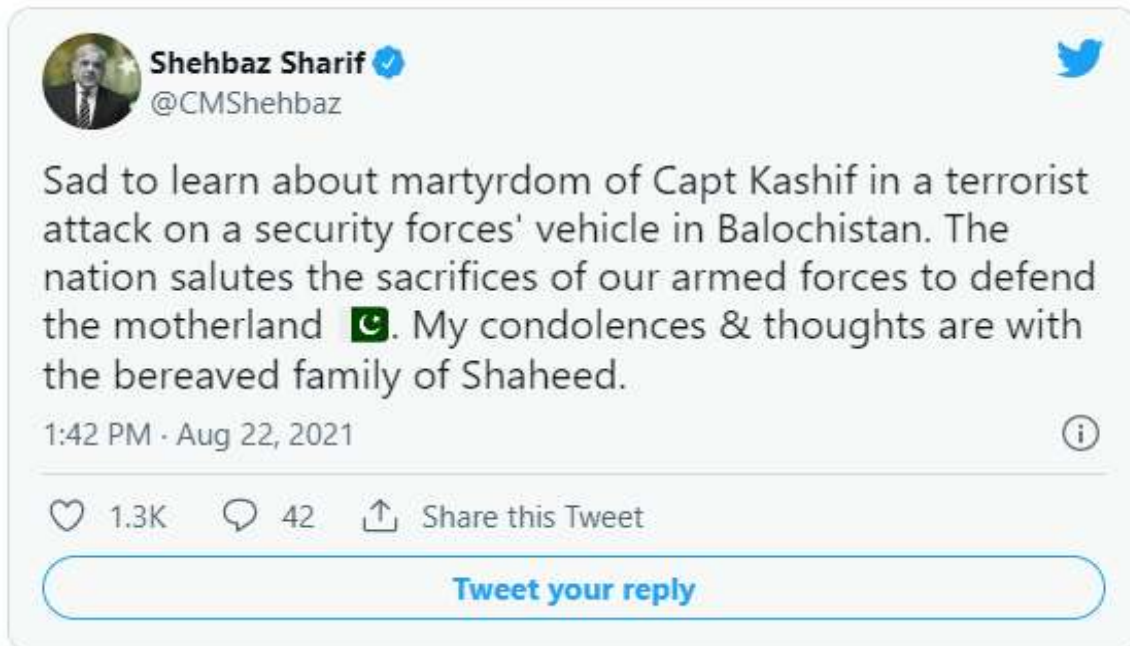 Shehbaz Sharif
@CMShehbaz
Sad to learn about martyrdom of Capt Kashif in a terrorist
attack on a security forces' vehicle in Balochistan. The
nation salutes the sacrifices of our armed forces to defend
the motherland 🇵🇰. My condolences & thoughts are with
the bereaved family of Shaheed.
1:42 PM · Aug 22, 2021
1.3K 42 Share this Tweet
Tweet your reply